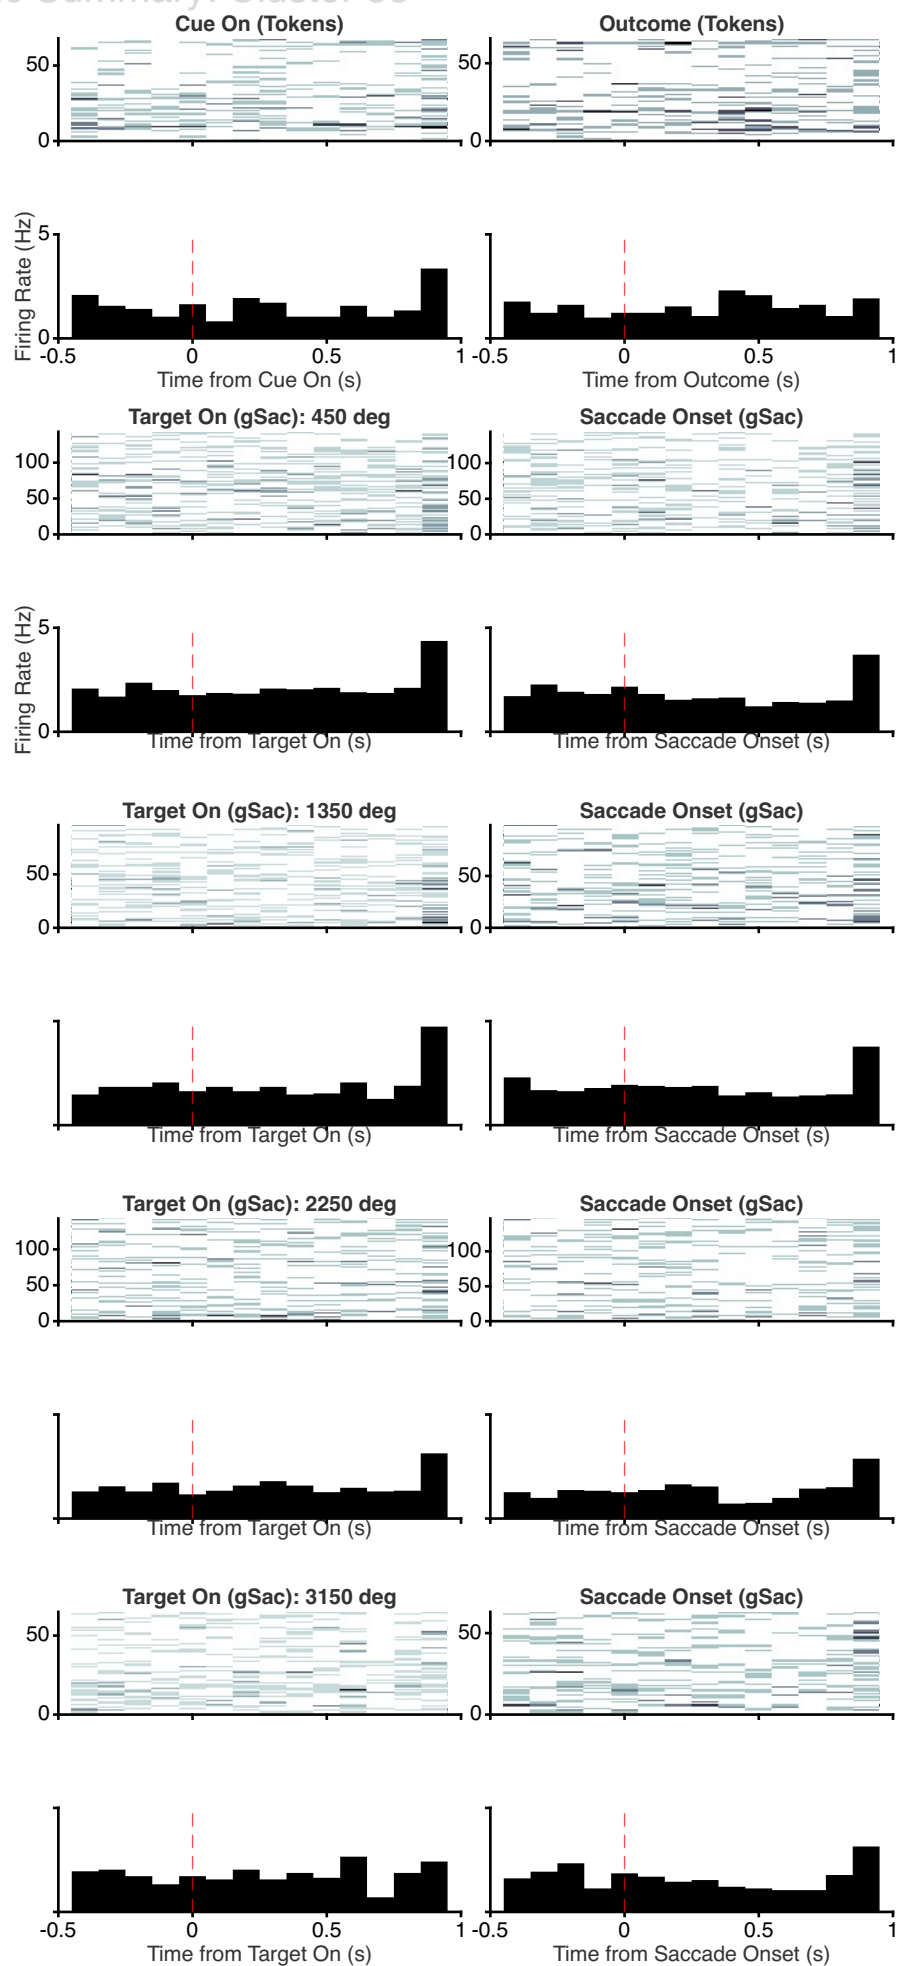 Summary: Cluster
Cue On (Tokens) Outcome (Tokens)
50 50
0 0
Firing Rate (Hz)
5
0
-0.5 0 0.5 1 -0.5 0 0.5 1
Time from Cue On (s) Time from Outcome (s)
Target On (gSac): 450 deg Saccade Onset (gSac)
100 100
50 50
0 0
Firing Rate (Hz)
5
0
Time from Target On (s) Time from Saccade Onset (s)
Target On (gSac): 1350 deg Saccade Onset (gSac)
50 50
0 0
Time from Target On (s) Time from Saccade Onset (s)
Target On (gSac): 2250 deg Saccade Onset (gSac)
100 100
50 50
0 0
Time from Target On (s) Time from Saccade Onset (s)
Target On (gSac): 3150 deg Saccade Onset (gSac)
50 50
0 0
-0.5 0 0.5 1 -0.5 0 0.5 1
Time from Target On (s) Time from Saccade Onset (s)